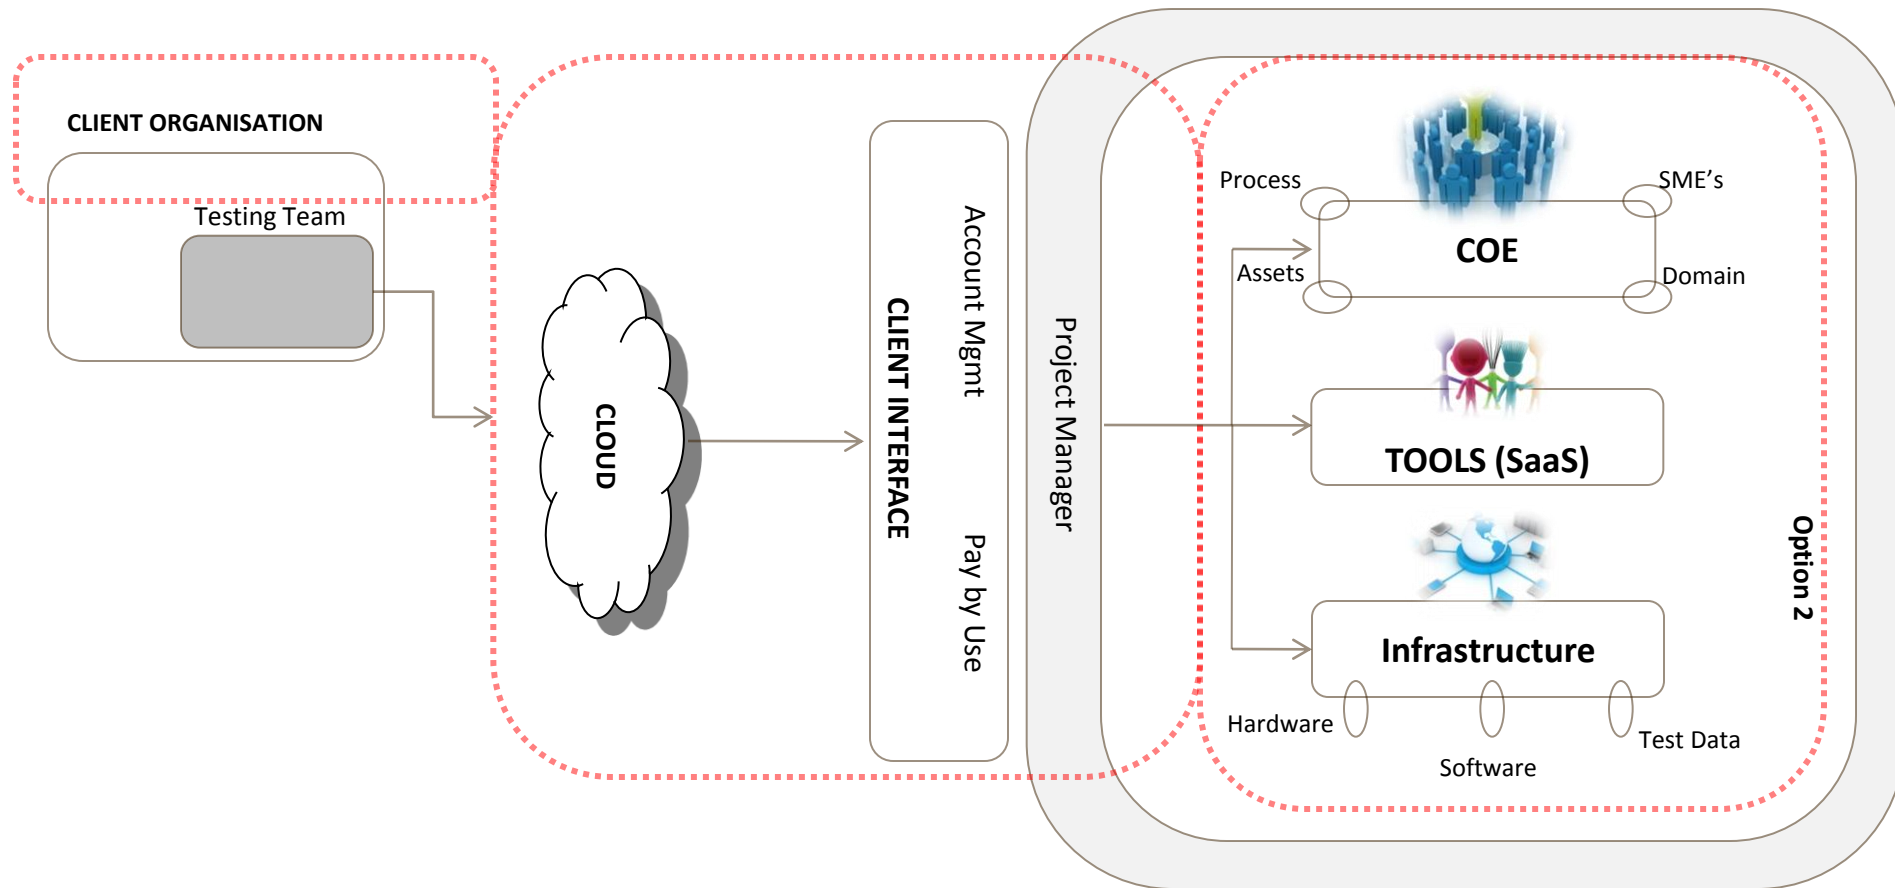 CLIENT ORGANISATION
Testing Team
CLOUD
CLIENT INTERFACE
Account Mgmt
Pay by Use
Project Manager
Process
SME’s
COE
Assets
Domain
TOOLS (SaaS)
Option 2
Infrastructure
Hardware
Software
Test Data